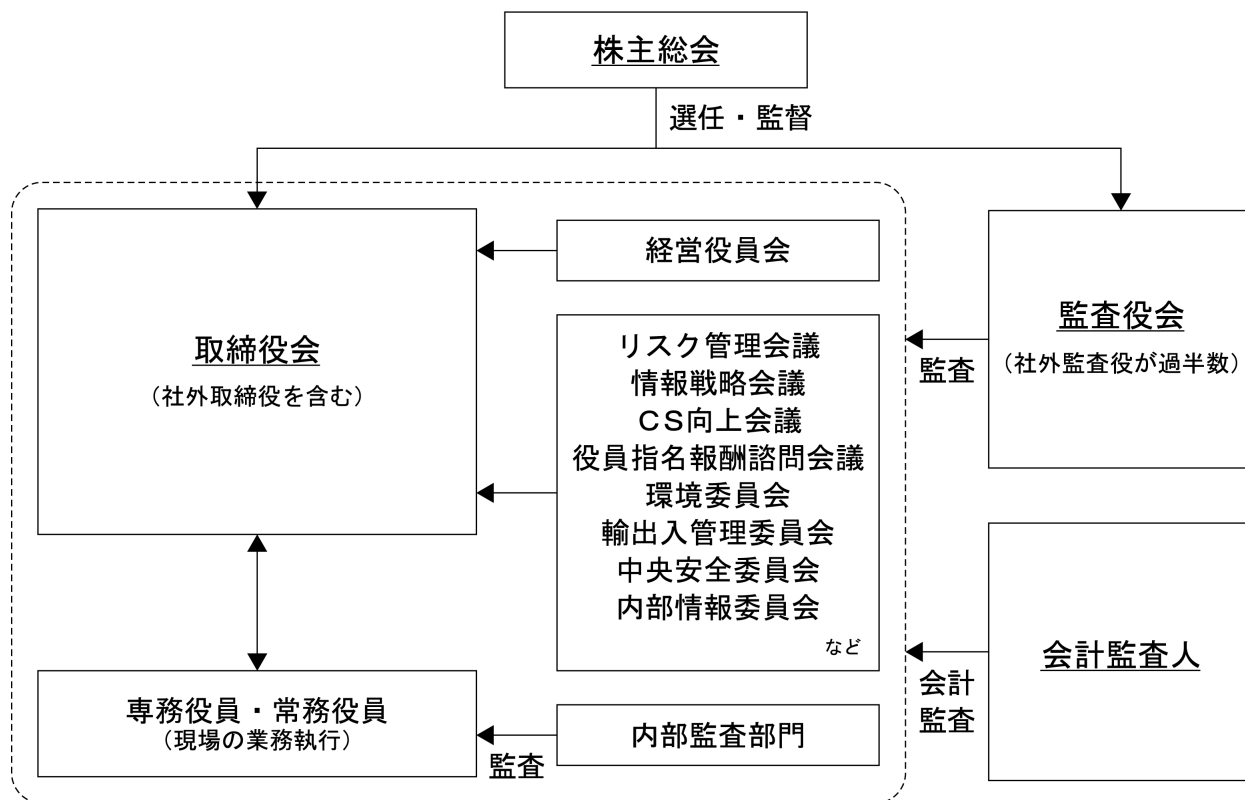 株主総会
選任・監督
取締役会
(社外取締役を含む)
経営役員会
リスク管理会議
情報戦略会議
CS向上会議
役員指名報酬諮問会議
環境委員会
輸出入管理委員会
中央安全委員会
内部情報委員会
など
監査
監査役会
(社外監査役が過半数)
会計
監査
会計監査人
専務役員・常務役員
(現場の業務執行)
監査
内部監査部門